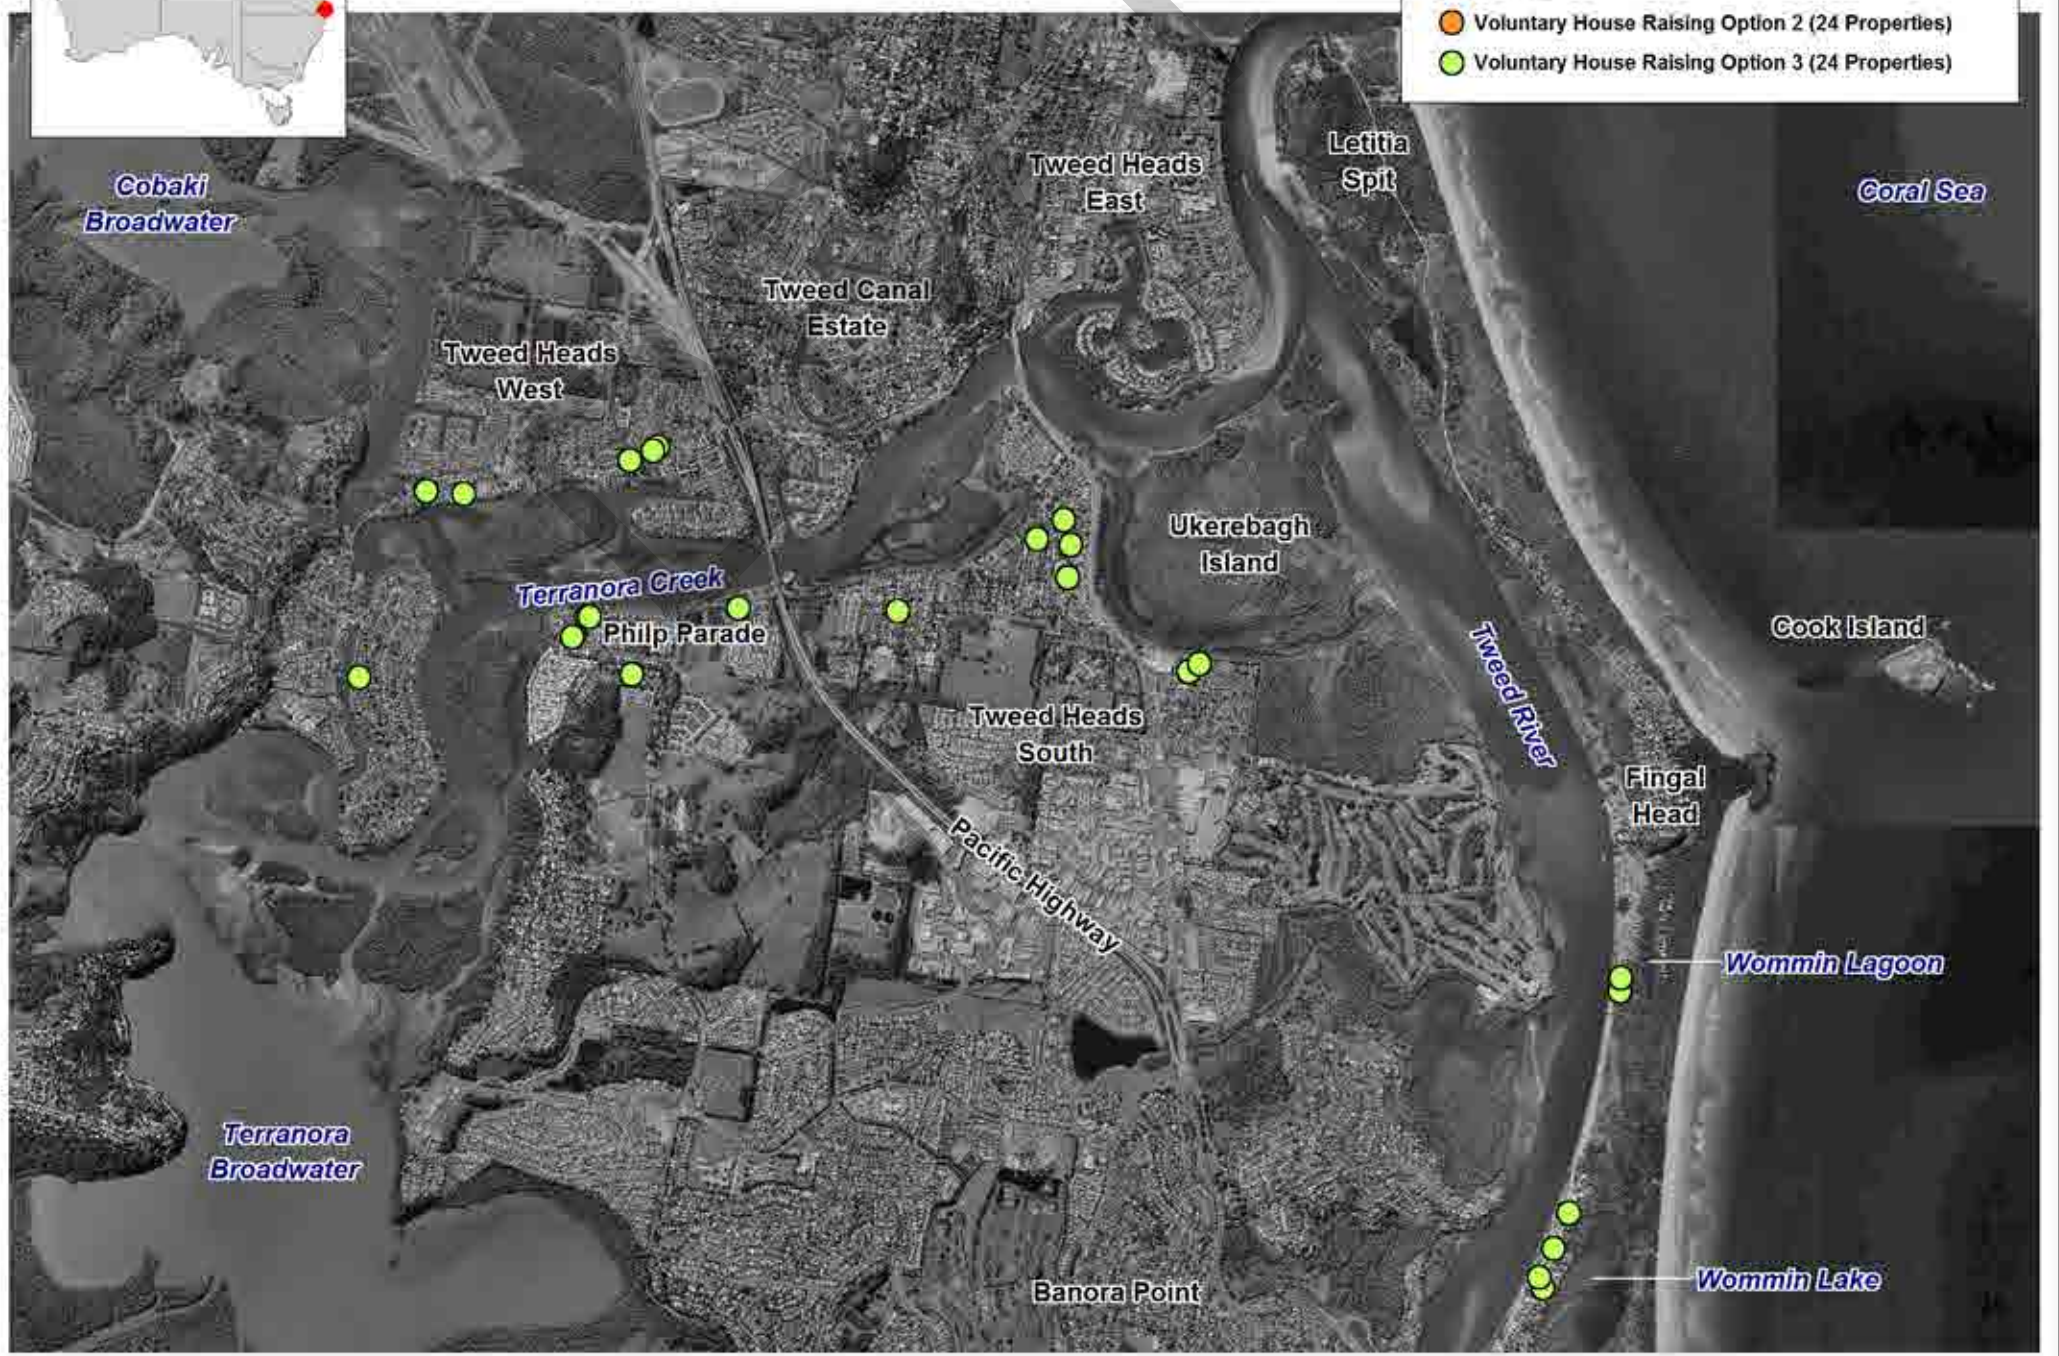 Voluntary House Raising Option 2 (24 Properties)
Voluntary House Raising Option 3 (24 Properties)
Letitia
Spit
Tweed Heads
East
Cobaki
Broadwater
Coral Sea
Tweed Canal
Estate
Tweed Heads
West
Ukerebagh
Island
Terranora Creek
Philp Parade
Cook Island
Tweed River
Tweed Heads
South
Fingal
Head
Pacific Highway
Wommin Lagoon
Terranora
Broadwater
Banora Point
Wommin Lake